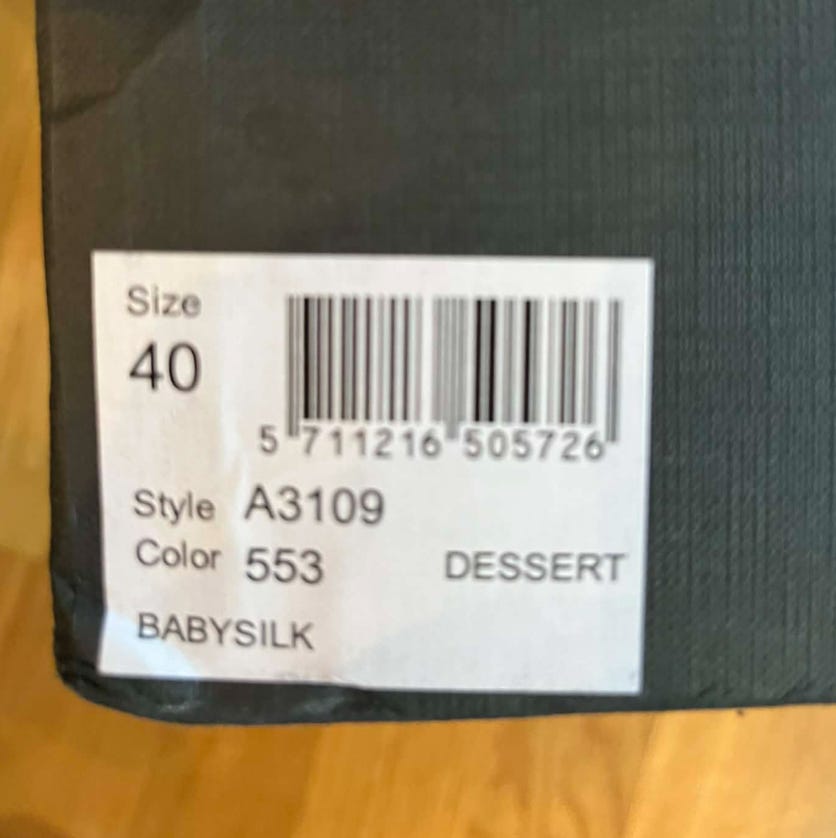 Size
40
5 711216 505726
Style A3109
Color 553 DESSERT
BABYSILK